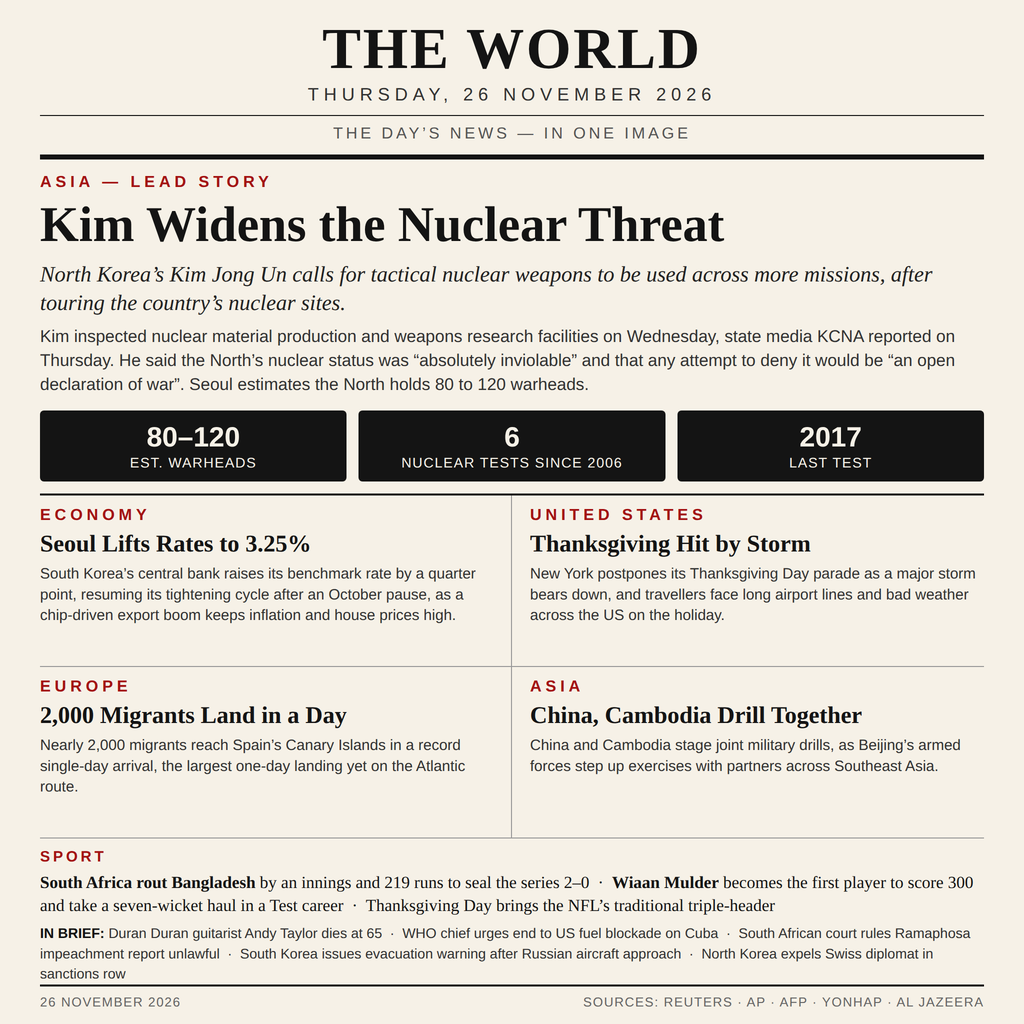 THE WORLD
THURSDAY, 26 NOVEMBER 2026
THE DAY’S NEWS — IN ONE IMAGE
ASIA — LEAD STORY
Kim Widens the Nuclear Threat
North Korea’s Kim Jong Un calls for tactical nuclear weapons to be used across more missions, after
touring the country’s nuclear sites.
Kim inspected nuclear material production and weapons research facilities on Wednesday, state media KCNA reported on
Thursday. He said the North’s nuclear status was “absolutely inviolable” and that any attempt to deny it would be “an open
declaration of war”. Seoul estimates the North holds 80 to 120 warheads.
80–120
EST. WARHEADS
6
NUCLEAR TESTS SINCE 2006
2017
LAST TEST
ECONOMY
Seoul Lifts Rates to 3.25%
South Korea’s central bank raises its benchmark rate by a quarter
point, resuming its tightening cycle after an October pause, as a
chip-driven export boom keeps inflation and house prices high.
UNITED STATES
Thanksgiving Hit by Storm
New York postpones its Thanksgiving Day parade as a major storm
bears down, and travellers face long airport lines and bad weather
across the US on the holiday.
EUROPE
2,000 Migrants Land in a Day
Nearly 2,000 migrants reach Spain’s Canary Islands in a record
single-day arrival, the largest one-day landing yet on the Atlantic
route.
ASIA
China, Cambodia Drill Together
China and Cambodia stage joint military drills, as Beijing’s armed
forces step up exercises with partners across Southeast Asia.
SPORT
South Africa rout Bangladesh by an innings and 219 runs to seal the series 2–0 · Wiaan Mulder becomes the first player to score 300
and take a seven-wicket haul in a Test career · Thanksgiving Day brings the NFL’s traditional triple-header
IN BRIEF: Duran Duran guitarist Andy Taylor dies at 65 · WHO chief urges end to US fuel blockade on Cuba · South African court rules Ramaphosa
impeachment report unlawful · South Korea issues evacuation warning after Russian aircraft approach · North Korea expels Swiss diplomat in
sanctions row
26 NOVEMBER 2026
SOURCES: REUTERS · AP · AFP · YONHAP · AL JAZEERA